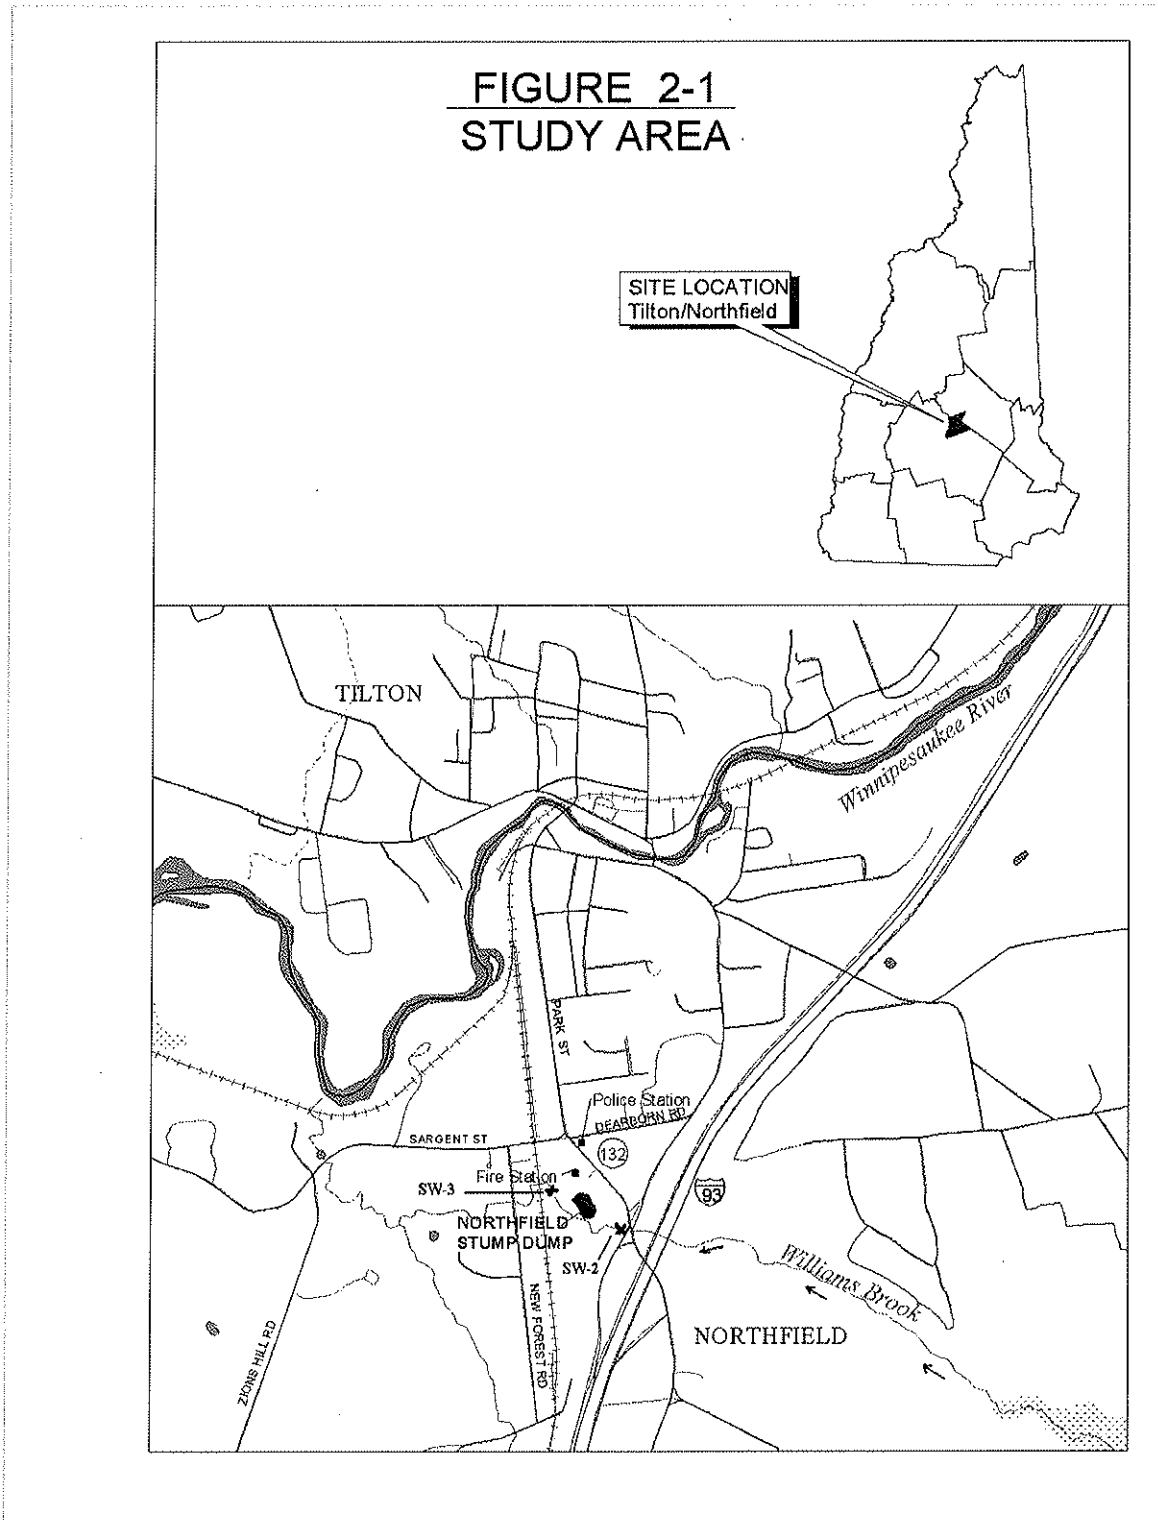 FIGURE 2-1
STUDY AREA
SITE LOCATION
Tilton/Northfield
TILTON
Winnipesaukee River
PARK ST
Police Station
DEARBORN RD
SARGENT ST
132
Fire Station
SW-3
93
NORTHFIELD
STUMP DUMP
SW-2
Williams Brook
NEW FOREST RD
NORTHFIELD
ZIONS HILL RD